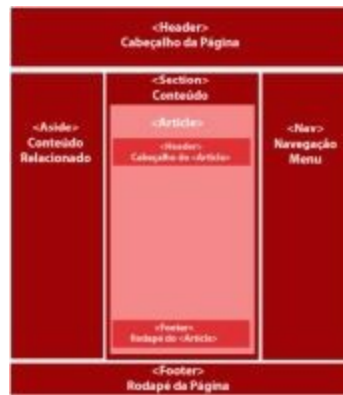 <Header>
Cabeçalho da Página
<Section>
Conteúdo
<Aside>
Conteúdo
Relacionado
<Article>
<Header>
Cabeçalho do <Article>
<Footer>
Rodapé do <Article>
<Nav>
Navegação
Menu
<Footer>
Rodapé da Página